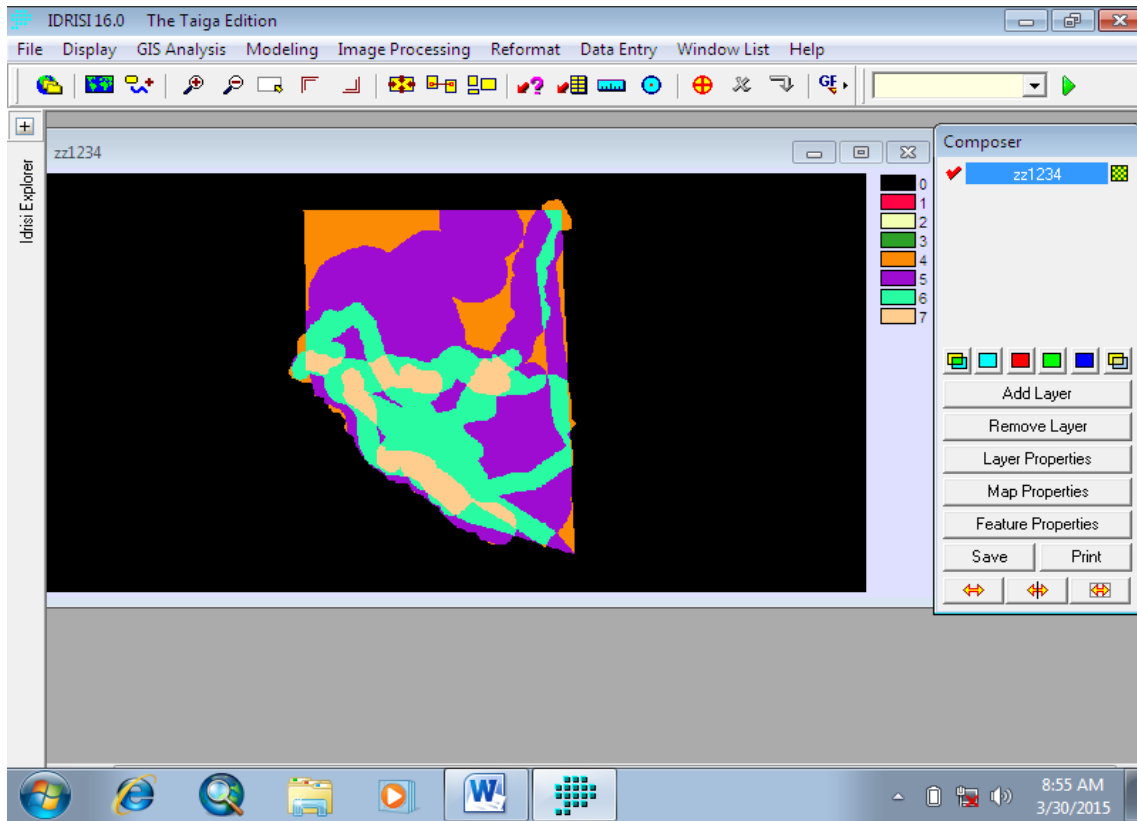 IDRISI 16.0 The Taiga Edition
File Display GIS Analysis Modeling Image Processing Reformat Data Entry Window List Help
GE
Idrisi Explorer
zz1234
0
1
2
3
4
5
6
7
Composer
zz1234
Add Layer
Remove Layer
Layer Properties
Map Properties
Feature Properties
Save Print
W
8:55 AM
3/30/2015